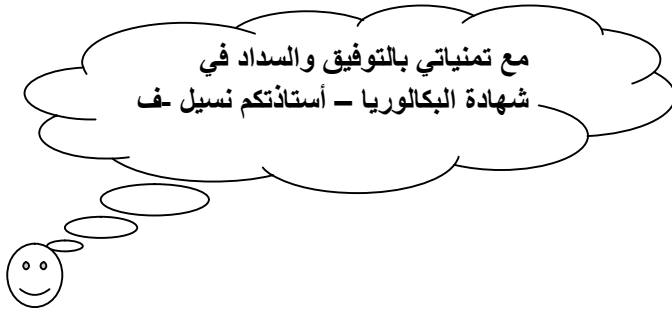 مع تمنياتي بالتوفيق والسداد في
شهادة البكالوريا – أستاذتكم نسيل -ف